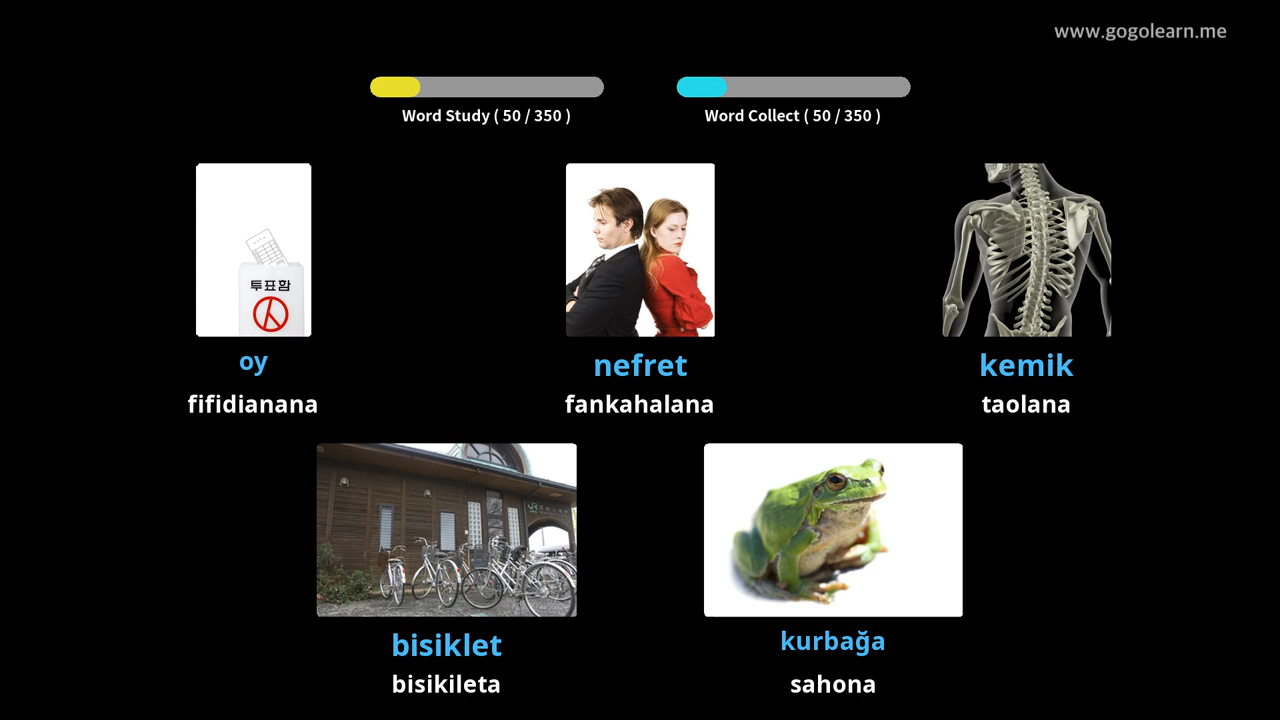 www.gogolearn.me
Word Study ( 50 / 350 )
Word Collect ( 50 / 350 )
투표함
oy
nefret
kemik
fifidianana
fankahalana
taolana
JR
bisiklet
kurbağa
bisikileta
sahona